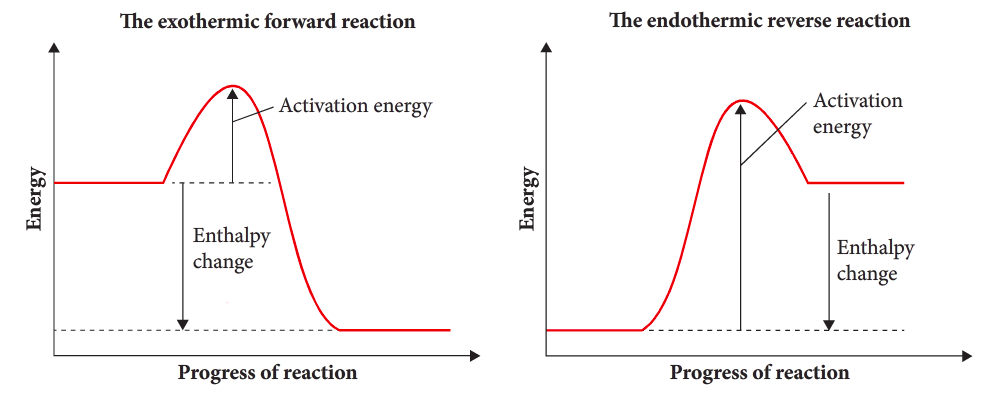 The exothermic forward reaction
Energy
Activation energy
Enthalpy
change
Progress of reaction
The endothermic reverse reaction
Energy
Activation
energy
Enthalpy
change
Progress of reaction